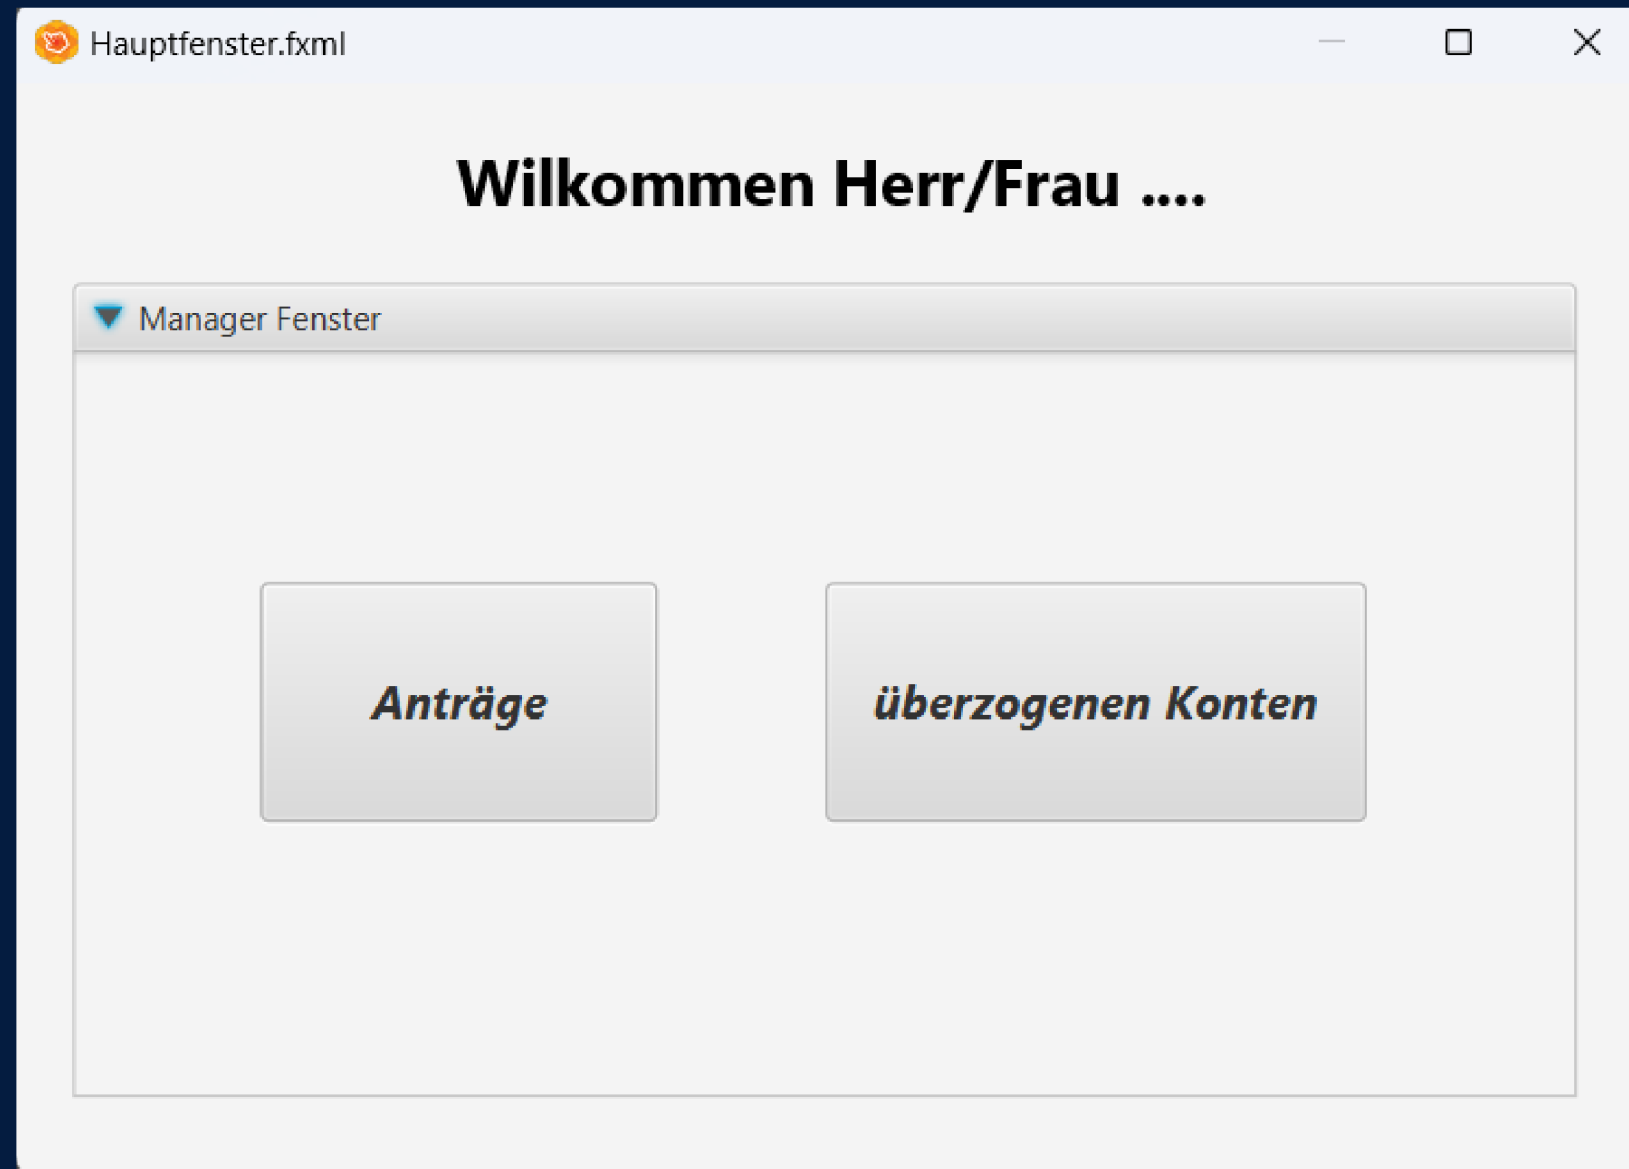 Hauptfenster.fxml
Wilkommen Herr/Frau ....
Manager Fenster
Anträge
überzogenen Konten